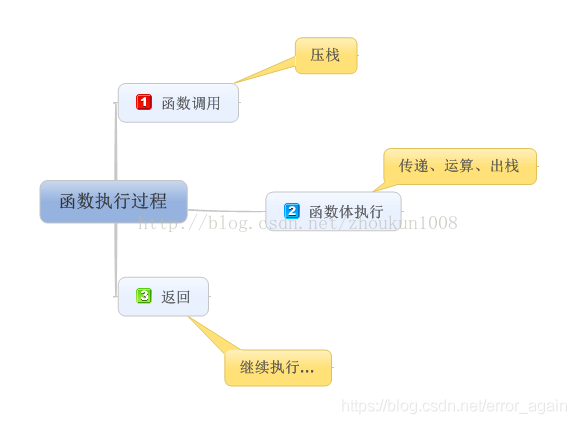 压栈
1 函数调用
传递、运算、出栈
函数执行过程
2 函数体执行
http://blog.csdn.net/zhoukun1008
3 返回
继续执行...
https://blog.csdn.net/error_again